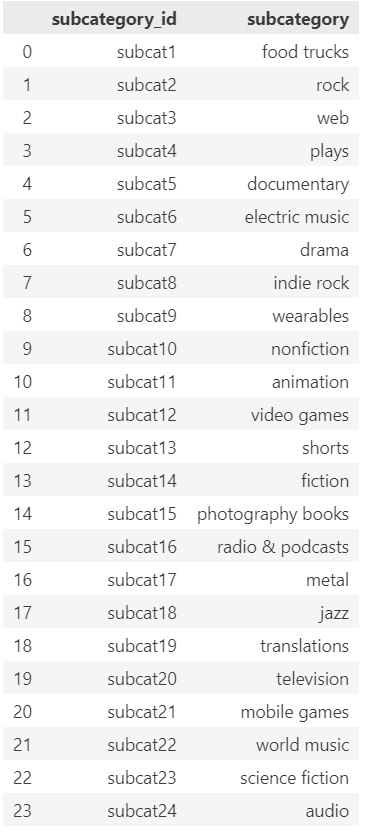 subcategory_id subcategory
0 subcat1 food trucks
1 subcat2 rock
2 subcat3 web
3 subcat4 plays
4 subcat5 documentary
5 subcat6 electric music
6 subcat7 drama
7 subcat8 indie rock
8 subcat9 wearables
9 subcat10 nonfiction
10 subcat11 animation
11 subcat12 video games
12 subcat13 shorts
13 subcat14 fiction
14 subcat15 photography books
15 subcat16 radio & podcasts
16 subcat17 metal
17 subcat18 jazz
18 subcat19 translations
19 subcat20 television
20 subcat21 mobile games
21 subcat22 world music
22 subcat23 science fiction
23 subcat24 audio